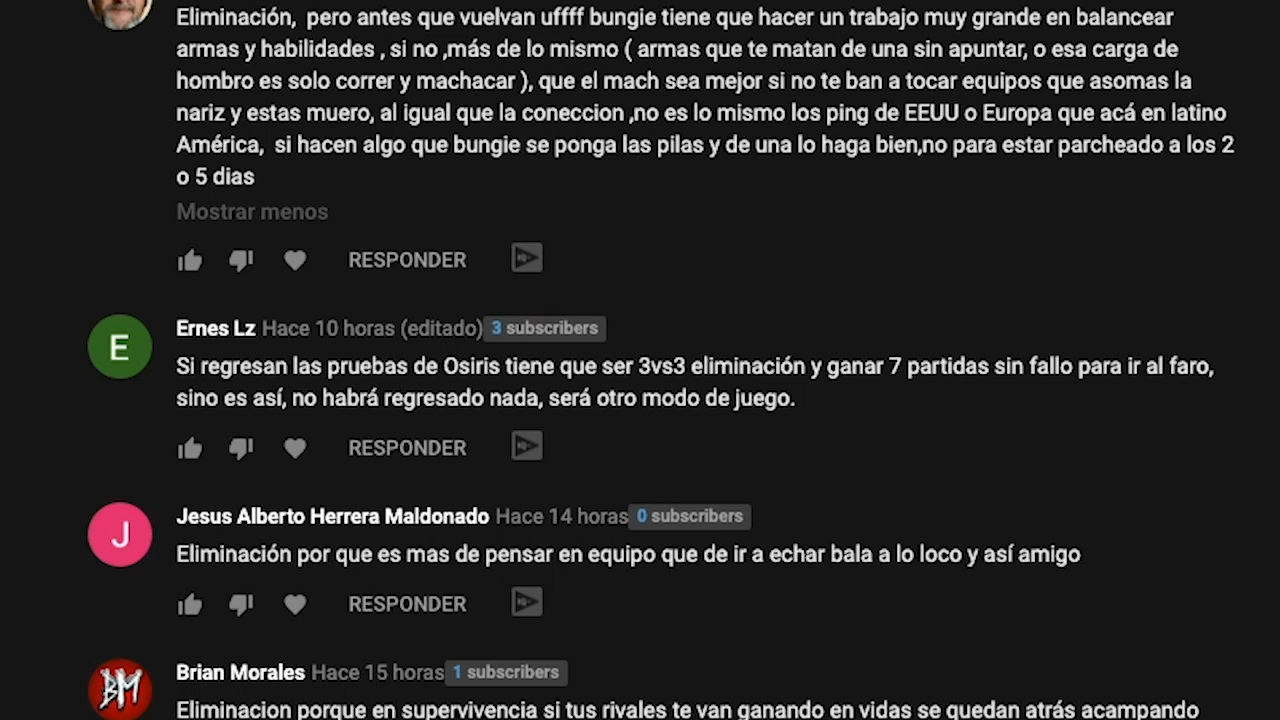 Eliminación, pero antes que vuelvan uffff bungie tiene que hacer un trabajo muy grande en balancear
armas y habilidades , si no ,más de lo mismo ( armas que te matan de una sin apuntar, o esa carga de
hombro es solo correr y machacar ), que el mach sea mejor si no te ban a tocar equipos que asomas la
nariz y estas muero, al igual que la coneccion ,no es lo mismo los ping de EEUU o Europa que acá en latino
América, si hacen algo que bungie se ponga las pilas y de una lo haga bien,no para estar parcheado a los 2
o 5 dias
Mostrar menos
RESPONDER
E
Ernes Lz Hace 10 horas (editado) 3 subscribers
Si regresan las pruebas de Osiris tiene que ser 3vs3 eliminación y ganar 7 partidas sin fallo para ir al faro,
sino es así, no habrá regresado nada, será otro modo de juego.
RESPONDER
J
Jesus Alberto Herrera Maldonado Hace 14 horas 0 subscribers
Eliminación por que es mas de pensar en equipo que de ir a echar bala a lo loco y así amigo
RESPONDER
BM
Brian Morales Hace 15 horas 1 subscribers
Eliminacion porque en supervivencia si tus rivales te van ganando en vidas se quedan atrás acampando